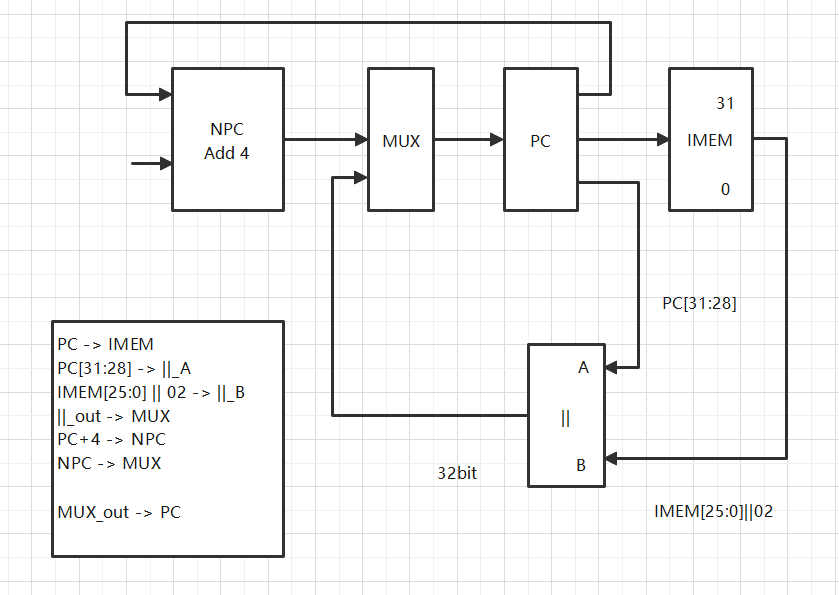 NPC
Add 4
MUX
PC
31
IMEM
0
PC[31:28]
PC -> IMEM
PC[31:28] -> ||_A
IMEM[25:0] || 02 -> ||_B
||_out -> MUX
PC+4 -> NPC
NPC -> MUX
MUX_out -> PC
A
||
B
32bit
IMEM[25:0]||02